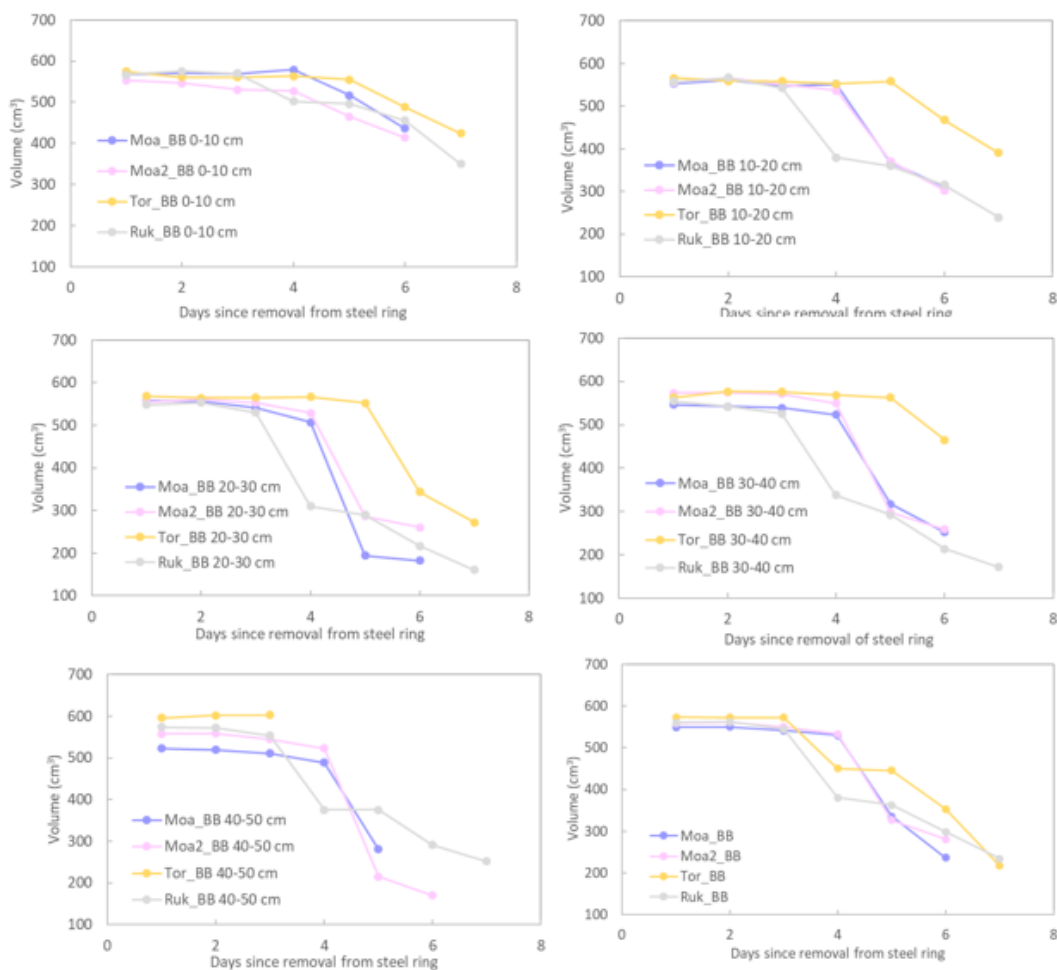 700
600
500
400
300
200
100
Volume (cm³)
Moa_BB 0-10 cm
Moa2_BB 0-10 cm
Tor_BB 0-10 cm
Ruk_BB 0-10 cm
0 2 4 6 8
Days since removal from steel ring
700
600
500
400
300
200
100
Volume (cm³)
Moa_BB 10-20 cm
Moa2_BB 10-20 cm
Tor_BB 10-20 cm
Ruk_BB 10-20 cm
0 2 4 6 8
Days since removal from steel ring
700
600
500
400
300
200
100
Volume (cm³)
Moa_BB 20-30 cm
Moa2_BB 20-30 cm
Tor_BB 20-30 cm
Ruk_BB 20-30 cm
0 2 4 6 8
Days since removal from steel ring
700
600
500
400
300
200
100
Volume (cm³)
Moa_BB 30-40 cm
Moa2_BB 30-40 cm
Tor_BB 30-40 cm
Ruk_BB 30-40 cm
0 2 4 6 8
Days since removal of steel ring
700
600
500
400
300
200
100
Volume (cm³)
Moa_BB 40-50 cm
Moa2_BB 40-50 cm
Tor_BB 40-50 cm
Ruk_BB 40-50 cm
0 2 4 6 8
Days since removal from steel ring
700
600
500
400
300
200
100
Volume (cm³)
Moa_BB
Moa2_BB
Tor_BB
Ruk_BB
0 2 4 6 8
Days since removal from steel ring